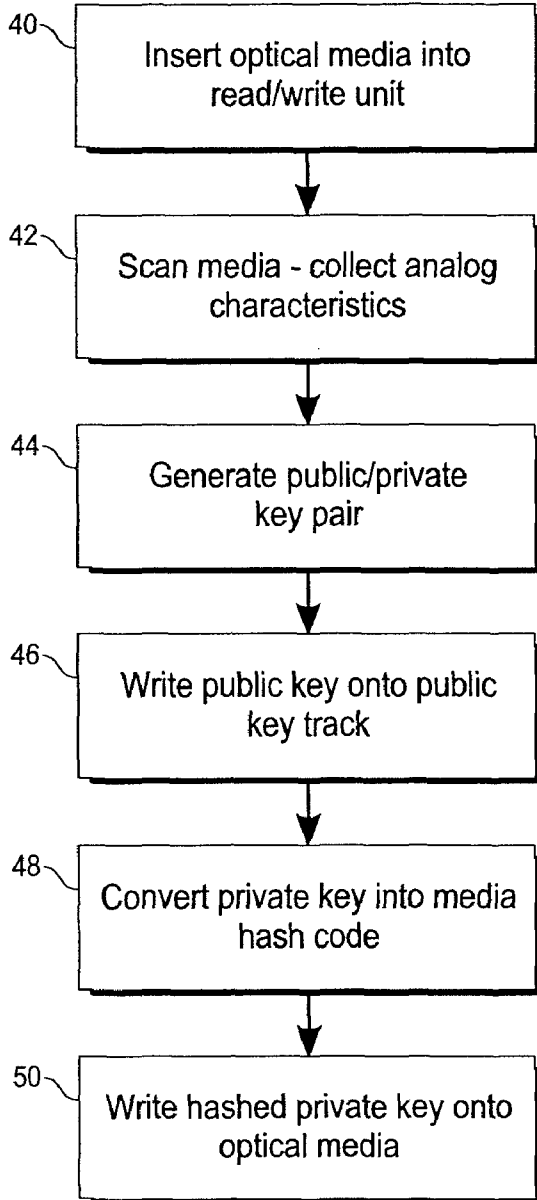 40
Insert optical media into
read/write unit
42
Scan media - collect analog
characteristics
44
Generate public/private
key pair
46
Write public key onto public
key track
48
Convert private key into media
hash code
50
Write hashed private key onto
optical media